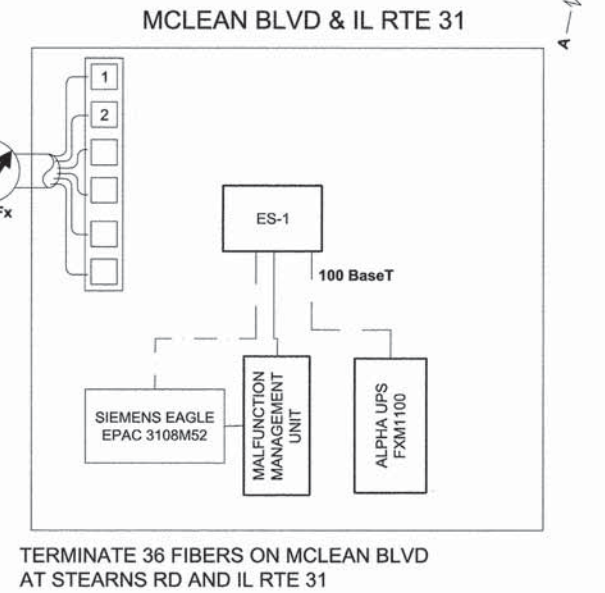 MCLEAN BLVD & IL RTE 31
A
1
2
Fx
ES-1
100 BaseT
SIEMENS EAGLE
EPAC 3108M52
MALFUNCTION
MANAGEMENT
UNIT
ALPHA UPS
FXM1100
TERMINATE 36 FIBERS ON MCLEAN BLVD
AT STEARNS RD AND IL RTE 31